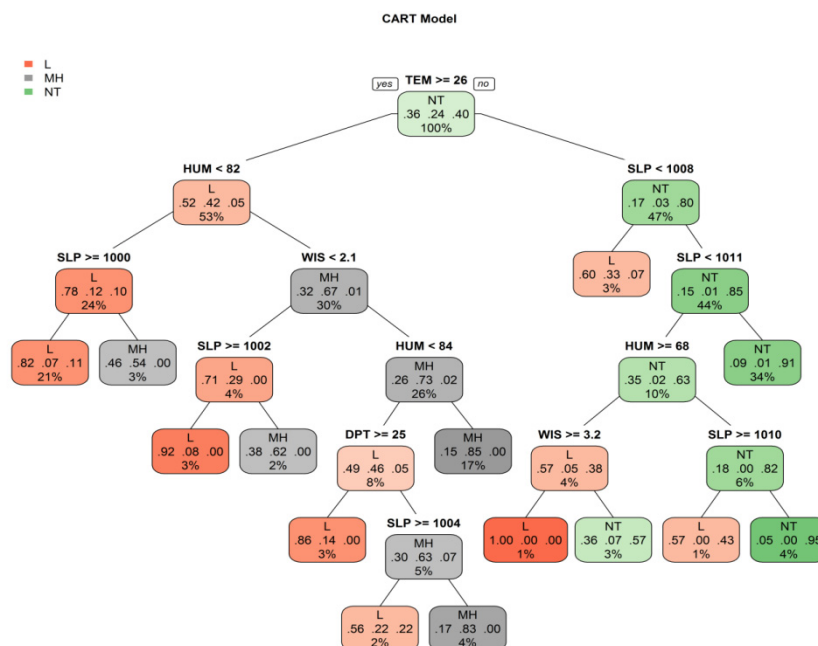 CART Model
L
MH
NT
yes TEM >= 26 no
NT
.36 .24 .40
100%
HUM < 82
L
.52 .42 .05
53%
SLP < 1008
NT
.17 .03 .80
47%
SLP >= 1000
L
.78 .12 .10
24%
WIS < 2.1
MH
.32 .67 .01
30%
L
.60 .33 .07
3%
SLP < 1011
NT
.15 .01 .85
44%
L
.82 .07 .11
21%
MH
.46 .54 .00
3%
SLP >= 1002
L
.71 .29 .00
4%
HUM < 84
MH
.26 .73 .02
26%
HUM >= 68
NT
.35 .02 .63
10%
NT
.09 .01 .91
34%
L
.92 .08 .00
3%
MH
.38 .62 .00
2%
DPT >= 25
L
.49 .46 .05
8%
MH
.15 .85 .00
17%
WIS >= 3.2
L
.57 .05 .38
4%
SLP >= 1010
NT
.18 .00 .82
6%
L
.86 .14 .00
3%
SLP >= 1004
MH
.30 .63 .07
5%
L
1.00 .00 .00
1%
NT
.36 .07 .57
3%
L
.57 .00 .43
1%
NT
.05 .00 .95
4%
L
.56 .22 .22
2%
MH
.17 .83 .00
4%